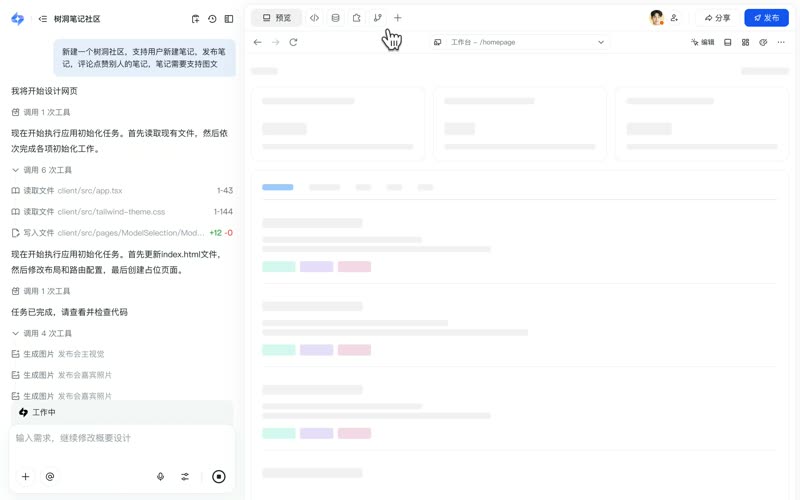 树洞笔记社区
新建一个树洞社区，支持用户新建笔记，发布笔
记，评论点赞别人的笔记，笔记需要支持图文
我将开始设计网页
调用 1 次工具
现在开始执行应用初始化任务。首先读取现有文件，然后依
次完成各项初始化工作。
调用 6 次工具
读取文件 client/src/app.tsx 1-43
读取文件 client/src/tailwind-theme.css 1-144
写入文件 client/src/pages/ModelSelection/Mod... +12 -0
现在开始执行应用初始化任务。首先更新index.html文件，
然后修改布局和路由配置，最后创建占位页面。
调用 1 次工具
任务已完成，请查看并检查代码
调用 4 次工具
生成图片 发布会主视觉
生成图片 发布会嘉宾照片
生成图片 发布会嘉宾照片
工作中
输入需求，继续修改概要设计
预览
分享
发布
工作台 - /homepage
编辑